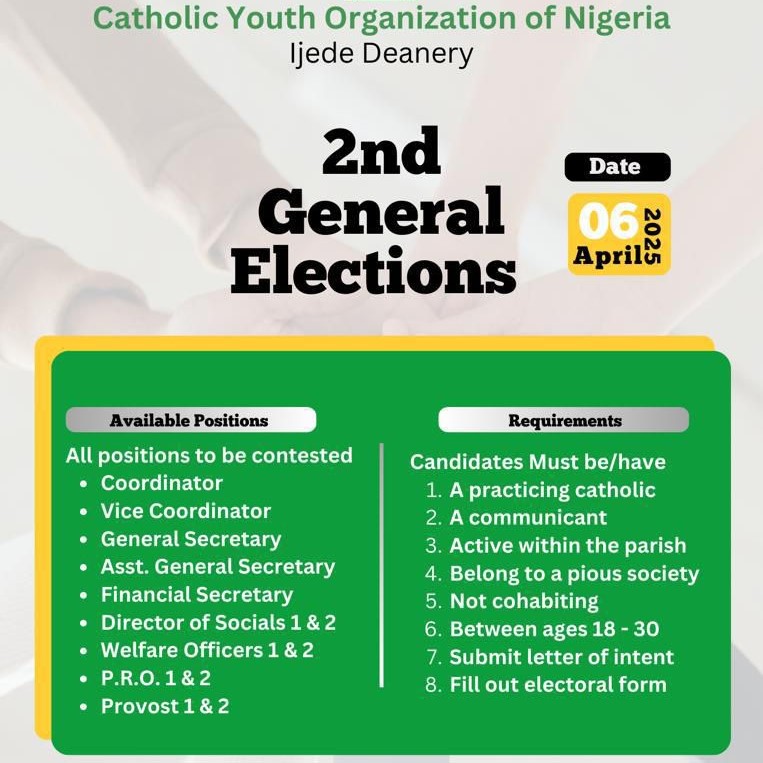 Catholic Youth Organization of Nigeria
Ijede Deanery
2nd
General
Elections
Date
06
April
2025
Available Positions
All positions to be contested
• Coordinator
• Vice Coordinator
• General Secretary
• Asst. General Secretary
• Financial Secretary
• Director of Socials 1 & 2
• Welfare Officers 1 & 2
• P.R.O. 1 & 2
• Provost 1 & 2
Requirements
Candidates Must be/have
1. A practicing catholic
2. A communicant
3. Active within the parish
4. Belong to a pious society
5. Not cohabiting
6. Between ages 18 - 30
7. Submit letter of intent
8. Fill out electoral form